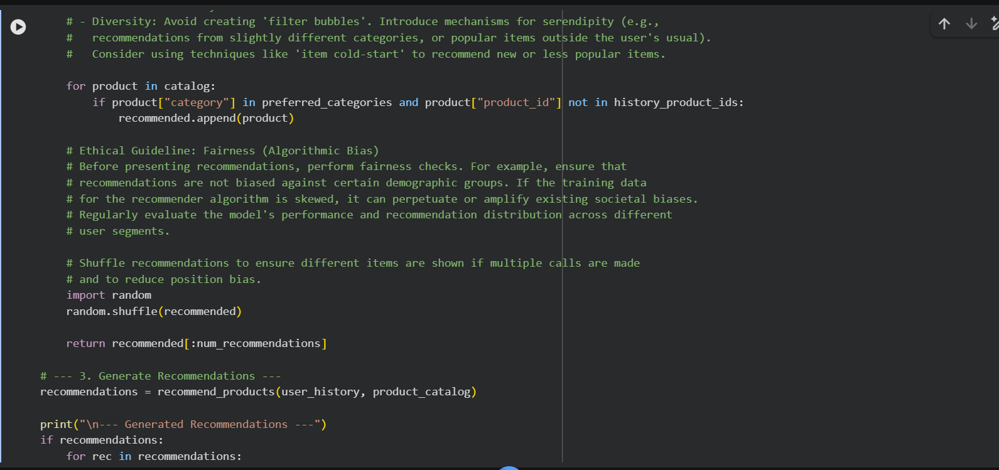 # - Diversity: Avoid creating 'filter bubbles'. Introduce mechanisms for serendipity (e.g.,
#   recommendations from slightly different categories, or popular items outside the user's usual).
#   Consider using techniques like 'item cold-start' to recommend new or less popular items.
for product in catalog:
    if product["category"] in preferred_categories and product["product_id"] not in history_product_ids:
        recommended.append(product)
# Ethical Guideline: Fairness (Algorithmic Bias)
# Before presenting recommendations, perform fairness checks. For example, ensure that
# recommendations are not biased against certain demographic groups. If the training data
# for the recommender algorithm is skewed, it can perpetuate or amplify existing societal biases.
# Regularly evaluate the model's performance and recommendation distribution across different
# user segments.
# Shuffle recommendations to ensure different items are shown if multiple calls are made
# and to reduce position bias.
import random
random.shuffle(recommended)
return recommended[:num_recommendations]
# --- 3. Generate Recommendations ---
recommendations = recommend_products(user_history, product_catalog)
print("\n--- Generated Recommendations ---")
if recommendations:
    for rec in recommendations: